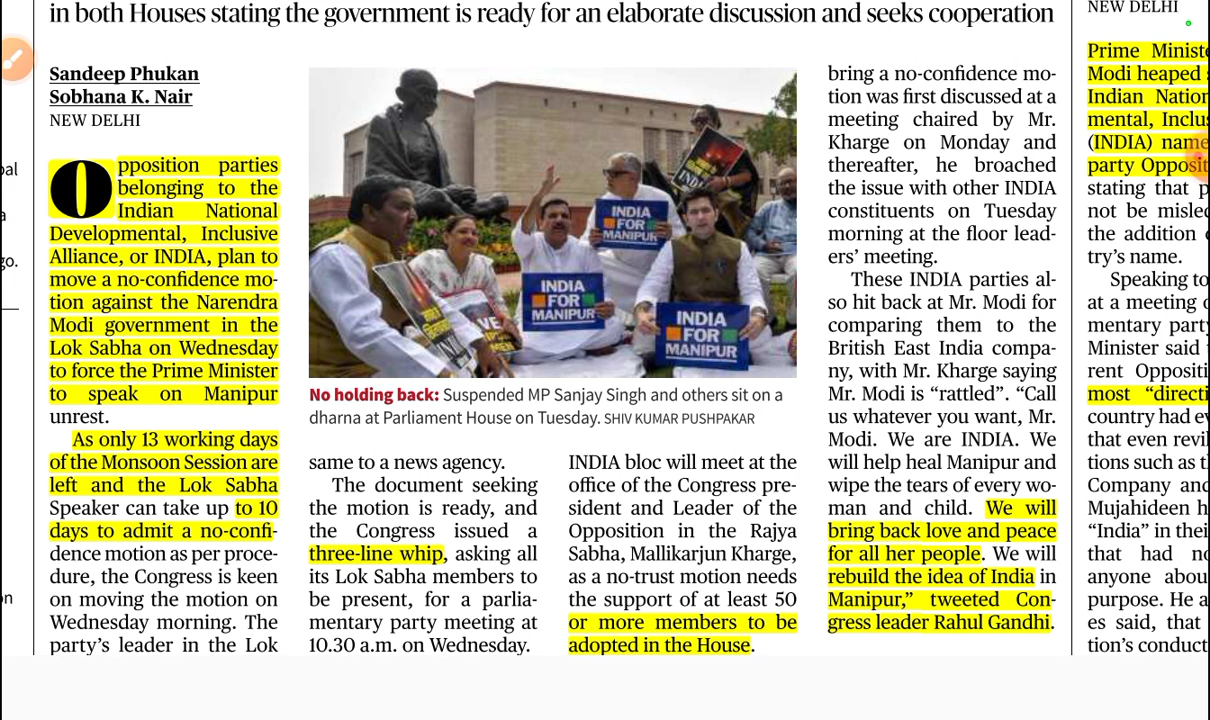 in both Houses stating the government is ready for an elaborate discussion and seeks cooperation
Sandeep Phukan
Sobhana K. Nair
NEW DELHI
Opposition parties
belonging to the
Indian National
Developmental, Inclusive
Alliance, or INDIA, plan to
move a no-confidence mo-
tion against the Narendra
Modi government in the
Lok Sabha on Wednesday
to force the Prime Minister
to speak on Manipur
unrest.
As only 13 working days
of the Monsoon Session are
left and the Lok Sabha
Speaker can take up to 10
days to admit a no-confi-
dence motion as per proce-
dure, the Congress is keen
on moving the motion on
Wednesday morning. The
party’s leader in the Lok
INDIA
FOR
MANIPUR
INDIA
FOR
MANIPUR
INDIA
FOR
MANIPUR
No holding back: Suspended MP Sanjay Singh and others sit on a
dharna at Parliament House on Tuesday. SHIV KUMAR PUSHPAKAR
same to a news agency.
The document seeking
the motion is ready, and
the Congress issued a
three-line whip, asking all
its Lok Sabha members to
be present, for a parlia-
mentary party meeting at
10.30 a.m. on Wednesday.
INDIA bloc will meet at the
office of the Congress pre-
sident and Leader of the
Opposition in the Rajya
Sabha, Mallikarjun Kharge,
as a no-trust motion needs
the support of at least 50
or more members to be
adopted in the House.
bring a no-confidence mo-
tion was first discussed at a
meeting chaired by Mr.
Kharge on Monday and
thereafter, he broached
the issue with other INDIA
constituents on Tuesday
morning at the floor lead-
ers’ meeting.
These INDIA parties al-
so hit back at Mr. Modi for
comparing them to the
British East India compa-
ny, with Mr. Kharge saying
Mr. Modi is “rattled”. “Call
us whatever you want, Mr.
Modi. We are INDIA. We
will help heal Manipur and
wipe the tears of every wo-
man and child. We will
bring back love and peace
for all her people. We will
rebuild the idea of India in
Manipur,” tweeted Con-
gress leader Rahul Gandhi.
NEW DELHI
Prime Ministe
Modi heaped
Indian Nation
mental, Inclus
(INDIA) name
party Opposit
stating that p
not be misled
the addition
try’s name.
Speaking to
at a meeting
mentary party
Minister said
rent Oppositi
most “directi
country had ev
that even revil
tions such as t
Company and
Mujahideen h
“India” in thei
that had no
anyone abou
purpose. He a
es said, that
tion’s conduct